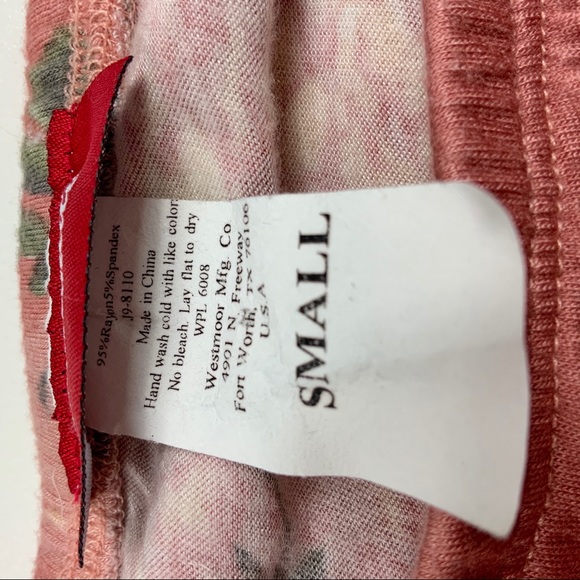 95%Rayon5%Spandex
J9-8110
Made in China
Hand wash cold with like color
No bleach. Lay flat to dry
WPL 6008
Westmoor Mfg. Co
4901 N. Freeway
Fort Worth, TX 76106
U.S.A
SMALL